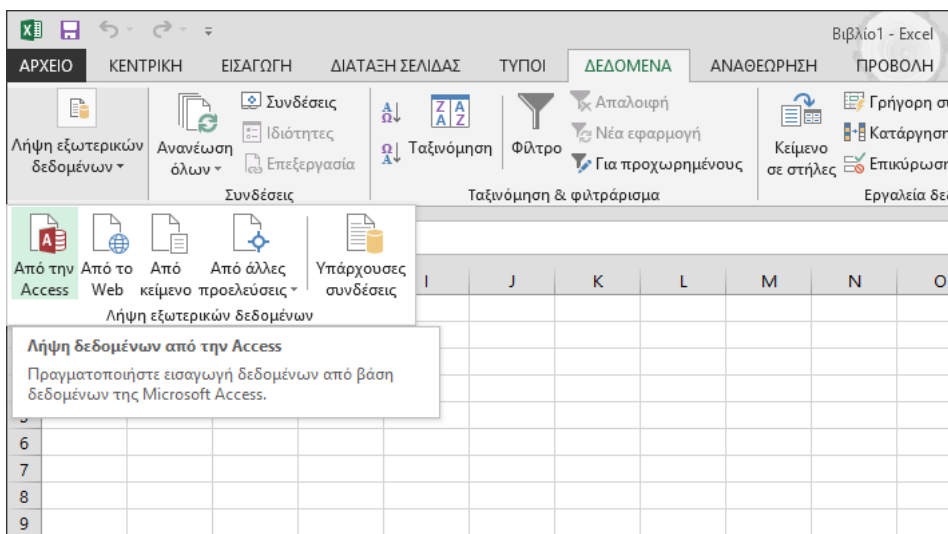 Βιβλίο1 - Excel
ΑΡΧΕΙΟ ΚΕΝΤΡΙΚΗ ΕΙΣΑΓΩΓΗ ΔΙΑΤΑΞΗ ΣΕΛΙΔΑΣ ΤΥΠΟΙ ΔΕΔΟΜΕΝΑ ΑΝΑΘΕΩΡΗΣΗ ΠΡΟΒΟΛΗ
Λήψη εξωτερικών
δεδομένων
Ανανέωση
όλων
Συνδέσεις
Ιδιότητες
Επεξεργασία
Συνδέσεις
Ταξινόμηση
Φίλτρο
Απαλοιφή
Νέα εφαρμογή
Για προχωρημένους
Ταξινόμηση & φιλτράρισμα
Κείμενο
σε στήλες
Γρήγορη
Κατάργηση
Επικύρωση
Εργαλεία
Από την
Access
Από το
Web
Από
κείμενο
Από άλλες
προελεύσεις
Υπάρχουσες
συνδέσεις
Λήψη εξωτερικών δεδομένων
Λήψη δεδομένων από την Access
Πραγματοποιήστε εισαγωγή δεδομένων από βάση
δεδομένων της Microsoft Access.
I J K L M N O
6
7
8
9